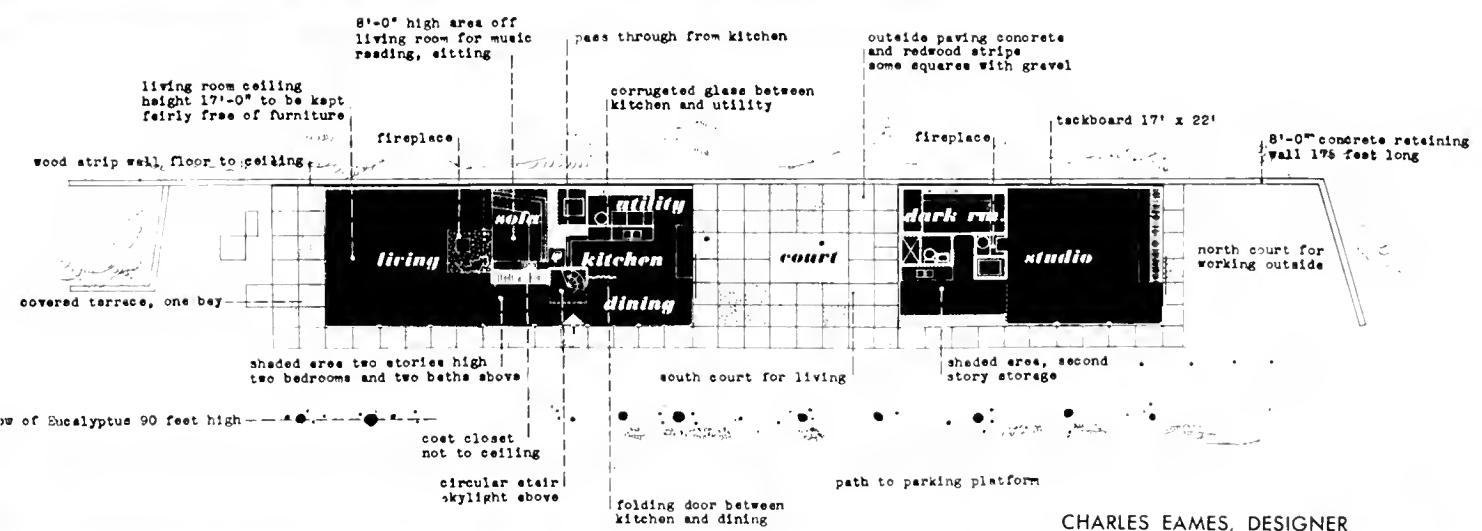 8'-0" high area off
living room for music
reading, sitting
pass through from kitchen
outside paving concrete
and redwood strips
some squares with gravel
living room ceiling
height 17'-0" to be kept
fairly free of furniture
corrugated glass between
kitchen and utility
fireplace
fireplace
tackboard 17' x 22'
8'-0" concrete retaining
wall 175 feet long
wood strip wall floor to ceiling
sofa
utility
dark rm.
living
kitchen
court
studio
north court for
working outside
dining
covered terrace, one bay
shaded area two stories high
two bedrooms and two baths above
south court for living
shaded area, second
story storage
of Eucalyptus 90 feet high
coat closet
not to ceiling
circular stair
skylight above
path to parking platform
folding door between
kitchen and dining
CHARLES EAMES, DESIGNER